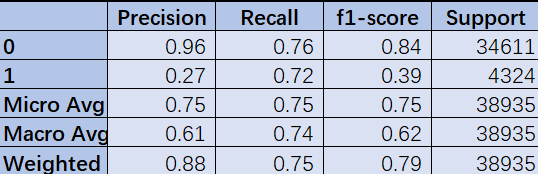 Precision Recall f1-score Support
0 0.96 0.76 0.84 34611
1 0.27 0.72 0.39 4324
Micro Avg 0.75 0.75 0.75 38935
Macro Avg 0.61 0.74 0.62 38935
Weighted 0.88 0.75 0.79 38935